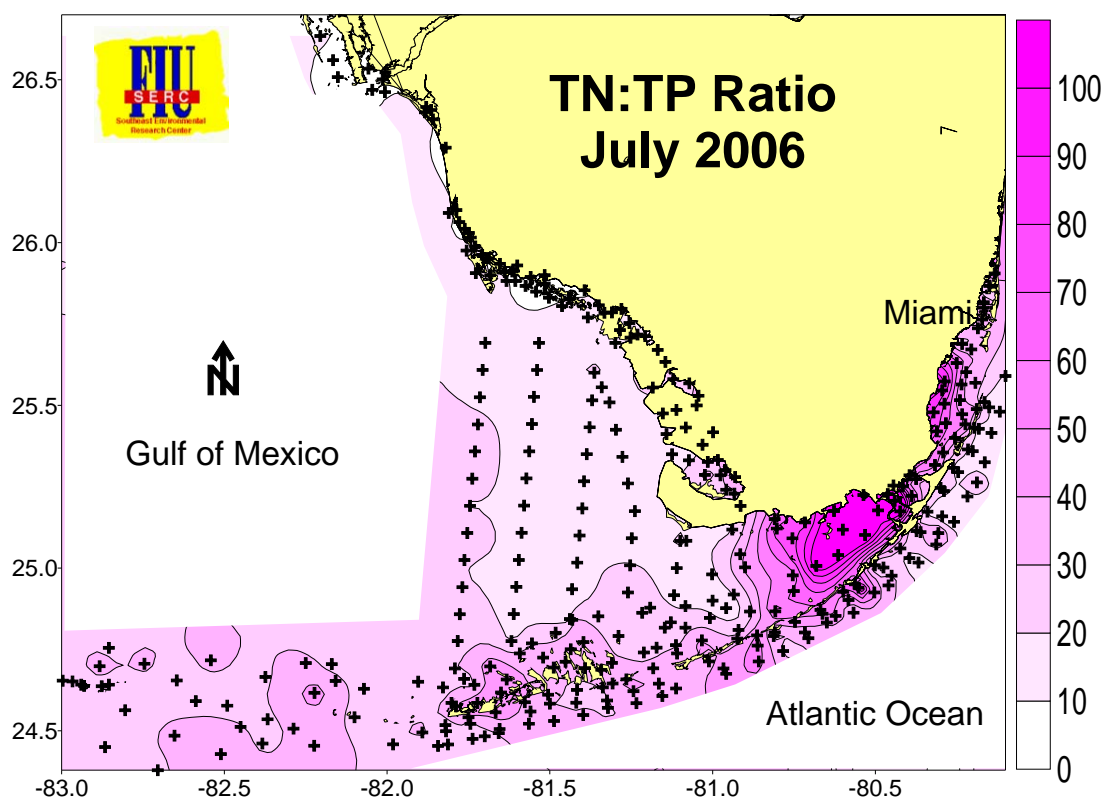 FIU
SERC
Southeast Environmental
Research Center
TN:TP Ratio
July 2006
Miami
Gulf of Mexico
Atlantic Ocean
N
26.5
26.0
25.5
25.0
24.5
-83.0
-82.5
-82.0
-81.5
-81.0
-80.5
100
90
80
70
60
50
40
30
20
10
0